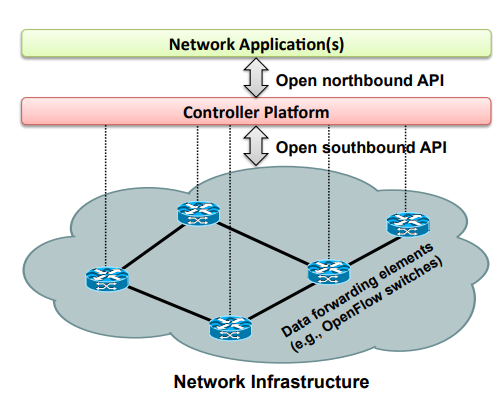 Network Application(s)
Open northbound API
Controller Platform
Open southbound API
Data forwarding elements
(e.g., OpenFlow switches)
Network Infrastructure